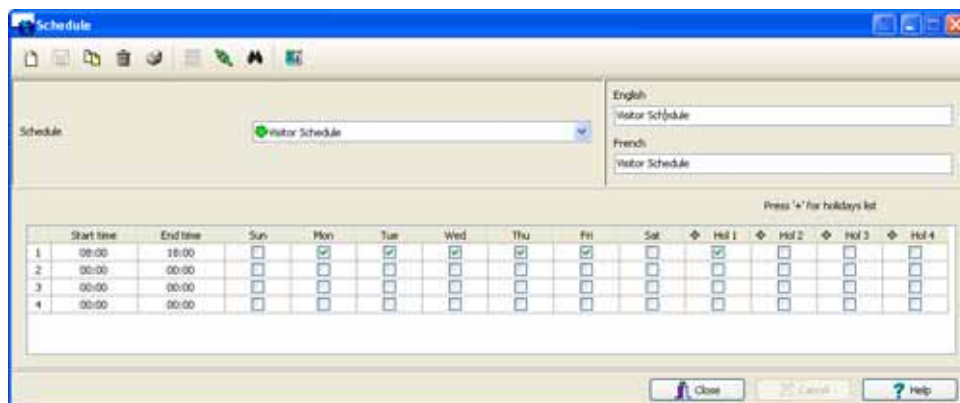 Schedule
English
Visitor Schedule
Schedule
Visitor Schedule
French
Visitor Schedule
Press '+' for holidays list
Start time End time Sun Mon Tue Wed Thu Fri Sat Hol 1 Hol 2 Hol 3 Hol 4
1 08:00 18:00
2 00:00 00:00
3 00:00 00:00
4 00:00 00:00
Close Cancel Help